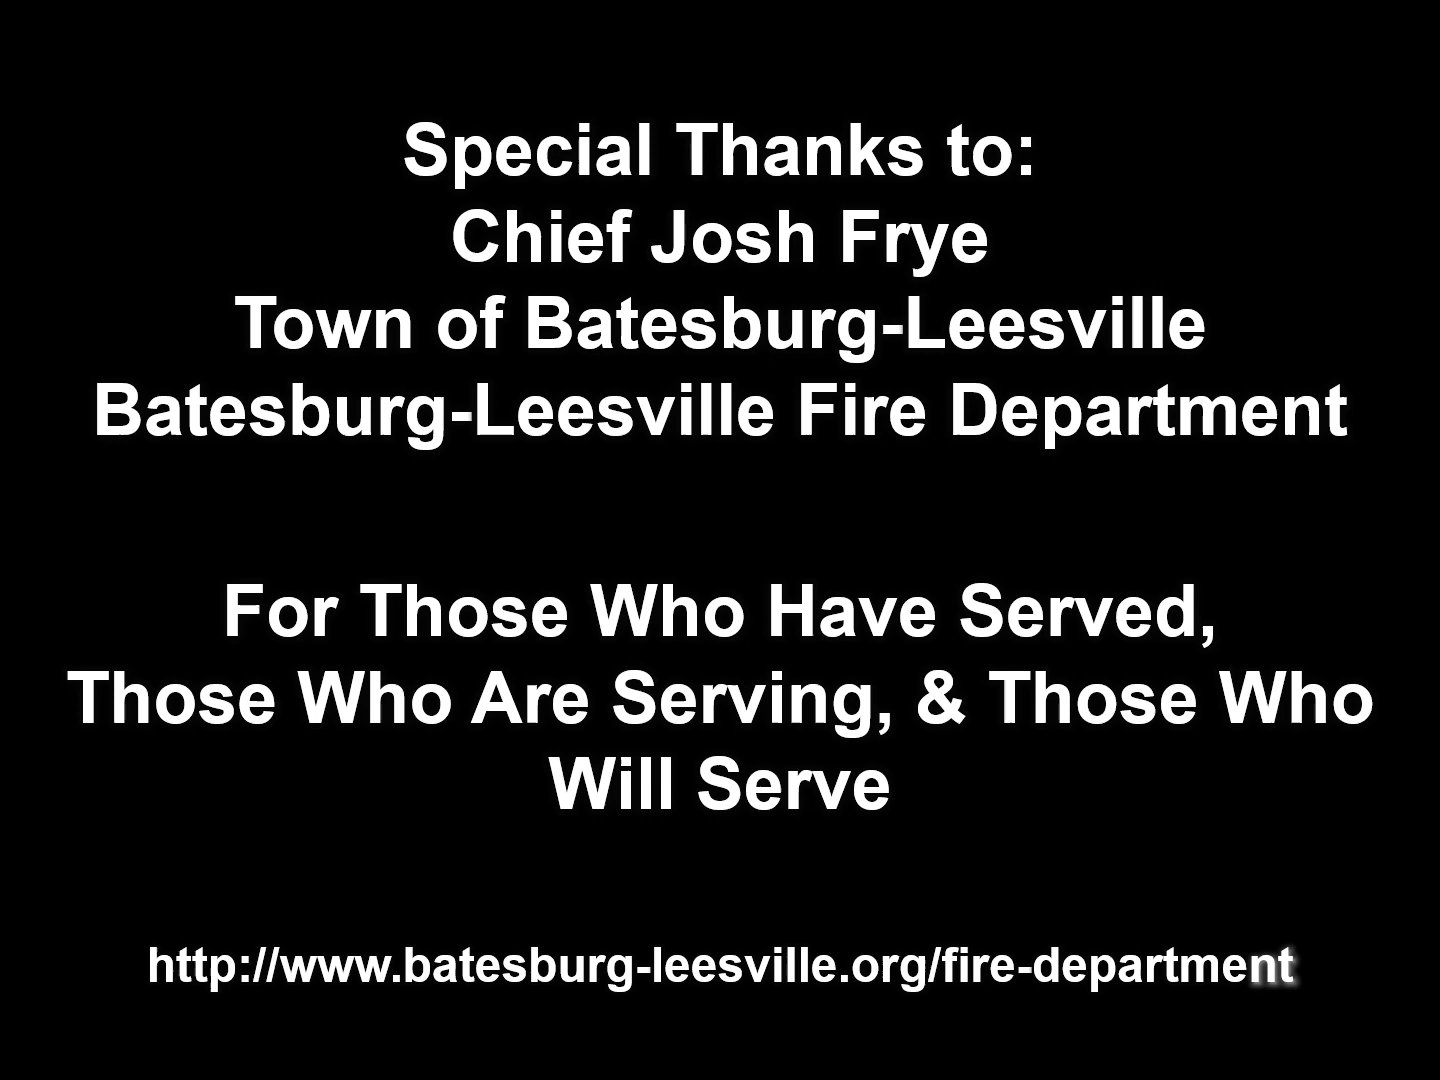 Special Thanks to:
Chief Josh Frye
Town of Batesburg-Leesville
Batesburg-Leesville Fire Department
For Those Who Have Served,
Those Who Are Serving, & Those Who
Will Serve
http://www.batesburg-leesville.org/fire-department